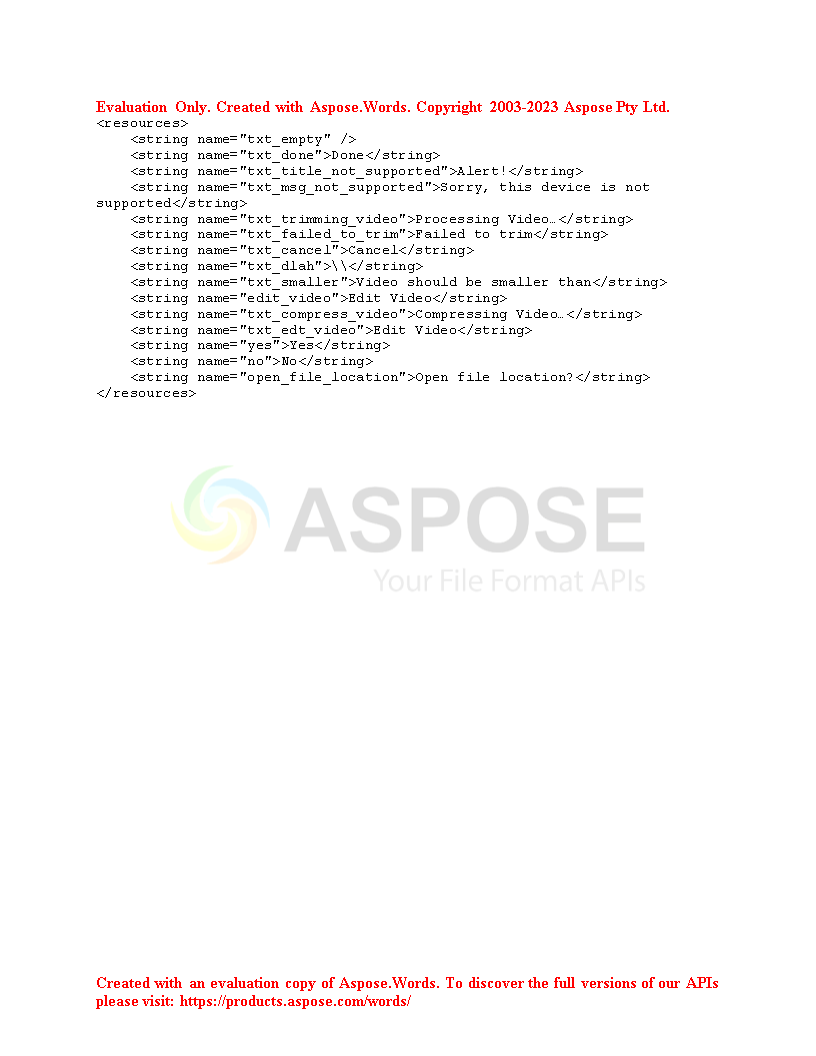 Evaluation Only. Created with Aspose.Words. Copyright 2003-2023 Aspose Pty Ltd.
<resources>
    <string name="txt_empty" />
    <string name="txt_done">Done</string>
    <string name="txt_title_not_supported">Alert!</string>
    <string name="txt_msg_not_supported">Sorry, this device is not
supported</string>
    <string name="txt_trimming_video">Processing Video…</string>
    <string name="txt_failed_to_trim">Failed to trim</string>
    <string name="txt_cancel">Cancel</string>
    <string name="txt_dlah">\\</string>
    <string name="txt_smaller">Video should be smaller than</string>
    <string name="edit_video">Edit Video</string>
    <string name="txt_compress_video">Compressing Video…</string>
    <string name="txt_edt_video">Edit Video</string>
    <string name="yes">Yes</string>
    <string name="no">No</string>
    <string name="open_file_location">Open file location?</string>
</resources>
ASPOSE
Your File Format APIs
Created with an evaluation copy of Aspose.Words. To discover the full versions of our APIs
please visit: https://products.aspose.com/words/